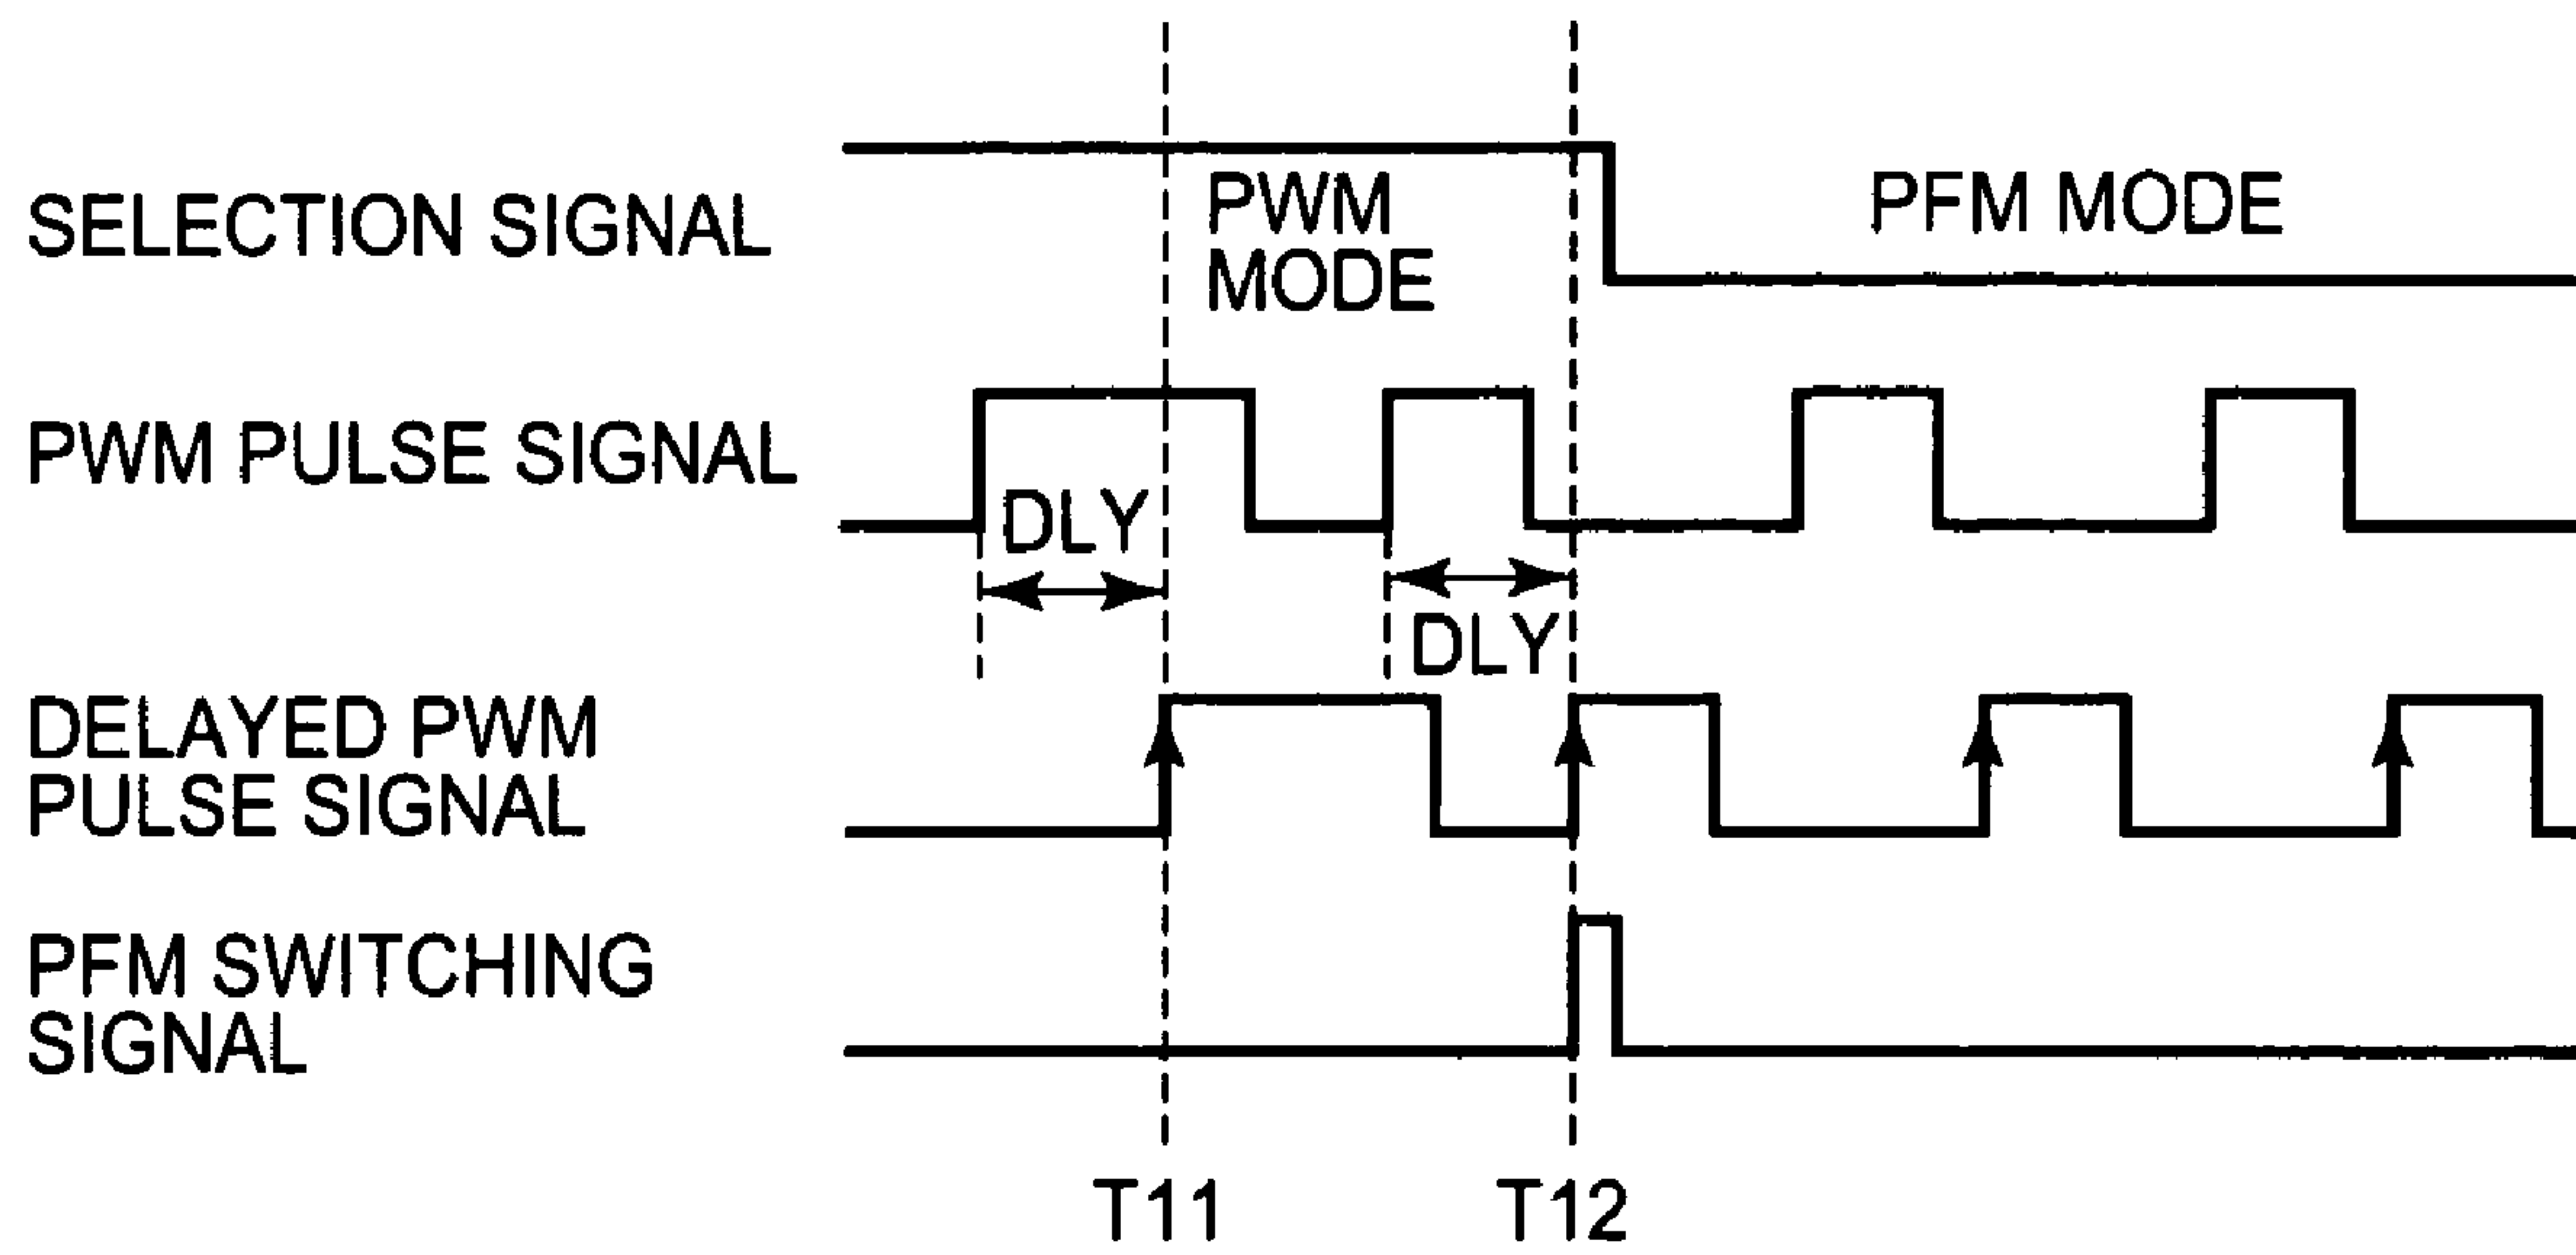 SELECTION SIGNAL
PWM
MODE
PFM MODE
PWM PULSE SIGNAL
DLY
DLY
DELAYED PWM
PULSE SIGNAL
PFM SWITCHING
SIGNAL
T11
T12